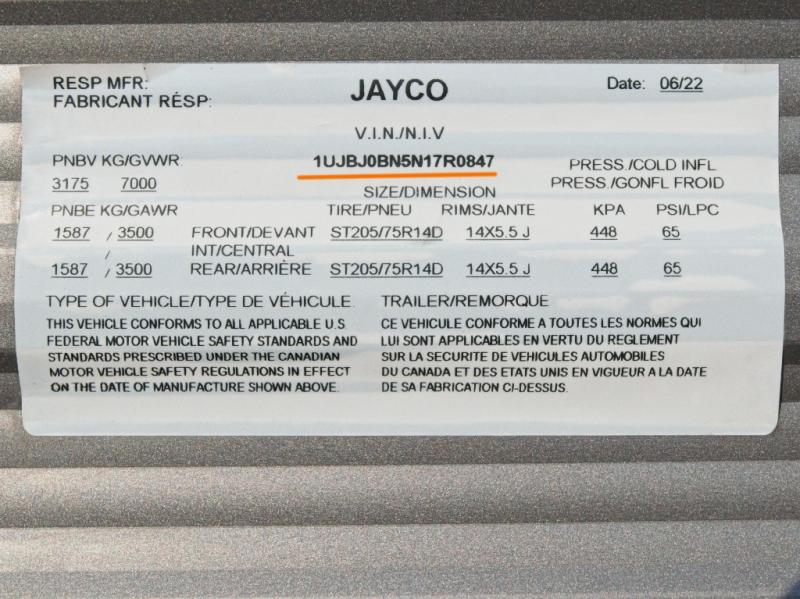 RESP MFR: JAYCO Date: 06/22
FABRICANT RÉSP:
V.I.N./N.I.V
PNBV KG/GVWR 1UJBJ0BN5N17R0847 PRESS./COLD INFL
3175 7000 SIZE/DIMENSION PRESS./GONFL FROID
PNBE KG/GAWR TIRE/PNEU RIMS/JANTE KPA PSI/LPC
1587 / 3500 FRONT/DEVANT ST205/75R14D 14X5.5 J 448 65
/ INT/CENTRAL
1587 / 3500 REAR/ARRIÈRE ST205/75R14D 14X5.5 J 448 65
TYPE OF VEHICLE/TYPE DE VÉHICULE. TRAILER/REMORQUE
THIS VEHICLE CONFORMS TO ALL APPLICABLE U.S.
FEDERAL MOTOR VEHICLE SAFETY STANDARDS AND
STANDARDS PRESCRIBED UNDER THE CANADIAN
MOTOR VEHICLE SAFETY REGULATIONS IN EFFECT
ON THE DATE OF MANUFACTURE SHOWN ABOVE.
CE VEHICULE CONFORME A TOUTES LES NORMES QUI
LUI SONT APPLICABLES EN VERTU DU REGLEMENT
SUR LA SECURITE DE VEHICULES AUTOMOBILES
DU CANADA ET DES ETATS UNIS EN VIGUEUR A LA DATE
DE SA FABRICATION CI-DESSUS.